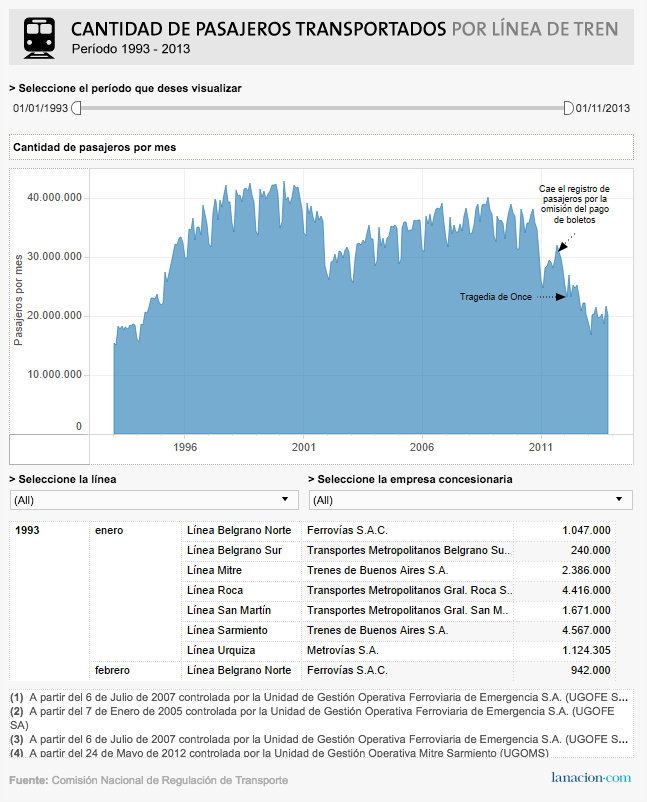 CANTIDAD DE PASAJEROS TRANSPORTADOS POR LÍNEA DE TREN
Período 1993 - 2013
> Seleccione el período que deses visualizar
01/01/1993 01/11/2013
Cantidad de pasajeros por mes
Cae el registro de
pasajeros por la
omisión del pago
de boletos
Tragedia de Once
Pasajeros por mes
40.000.000
30.000.000
20.000.000
10.000.000
0
1996 2001 2006 2011
> Seleccione la línea > Seleccione la empresa concesionaria
(All) (All)
1993 enero Línea Belgrano Norte Ferrovías S.A.C. 1.047.000
Línea Belgrano Sur Transportes Metropolitanos Belgrano Su.. 240.000
Línea Mitre Trenes de Buenos Aires S.A. 2.386.000
Línea Roca Transportes Metropolitanos Gral. Roca S.. 4.416.000
Línea San Martín Transportes Metropolitanos Gral. San M.. 1.671.000
Línea Sarmiento Trenes de Buenos Aires S.A. 4.567.000
Línea Urquiza Metrovías S.A. 1.124.305
febrero Línea Belgrano Norte Ferrovías S.A.C. 942.000
(1) A partir del 6 de Julio de 2007 controlada por la Unidad de Gestión Operativa Ferroviaria de Emergencia S.A. (UGOFE S...
(2) A partir del 7 de Enero de 2005 controlada por la Unidad de Gestión Operativa Ferroviaria de Emergencia S.A. (UGOFE
SA)
(3) A partir del 6 de Julio de 2007 controlada por la Unidad de Gestión Operativa Ferroviaria de Emergencia S.A. (UGOFE S...
(4) A partir del 24 de Mayo de 2012 controlada por la Unidad de Gestión Operativa Mitre Sarmiento (UGOMS)
Fuente: Comisión Nacional de Regulación de Transporte
lanacion.com